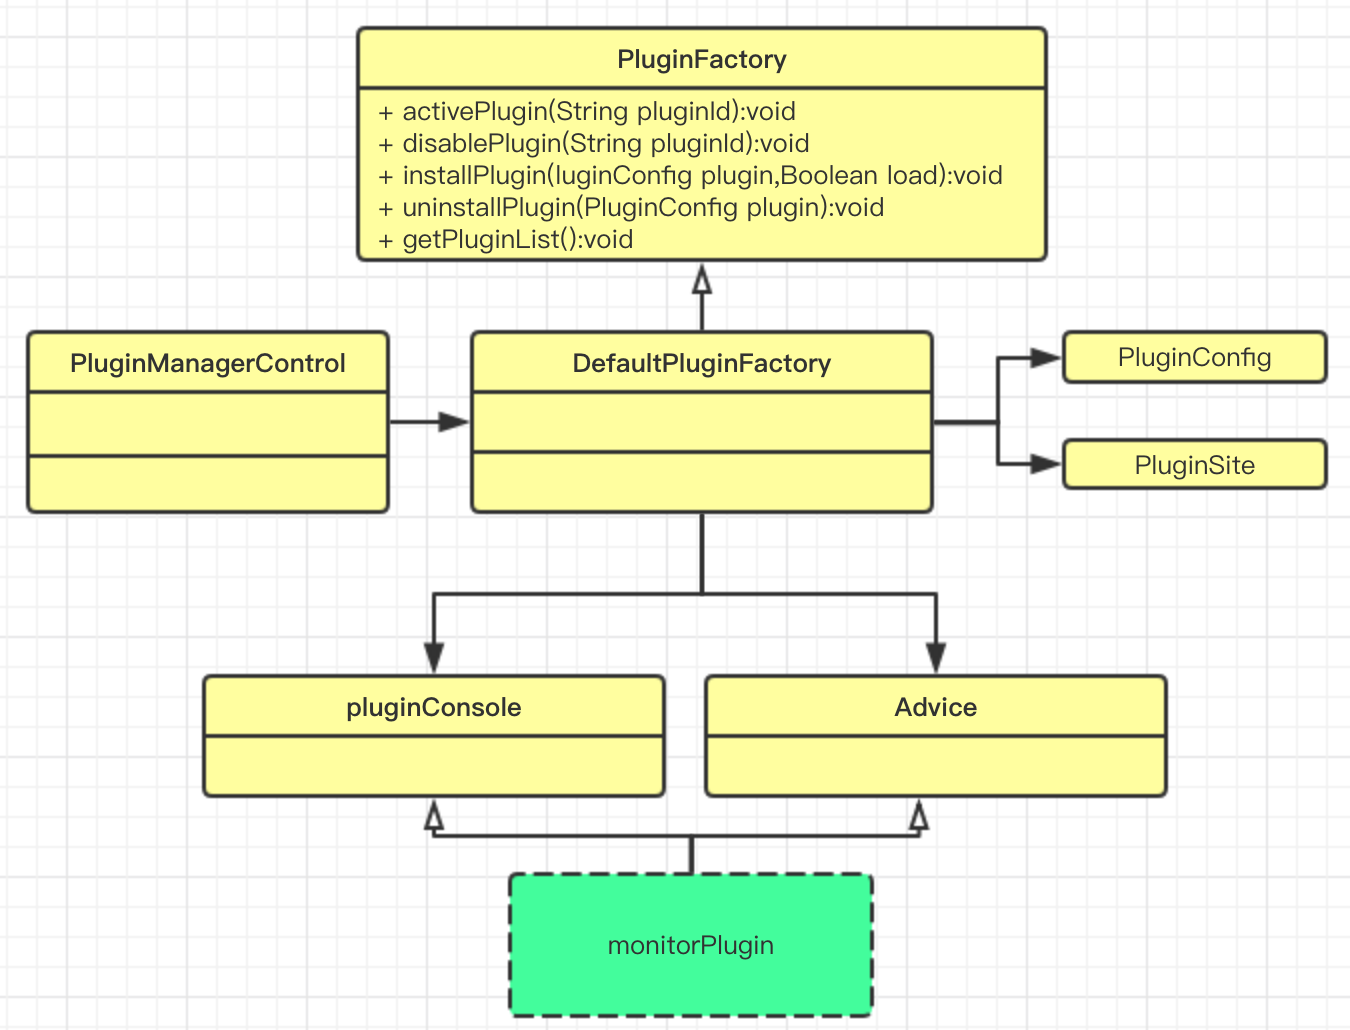 PluginFactory
+ activePlugin(String pluginId):void
+ disablePlugin(String pluginId):void
+ installPlugin(luginConfig plugin,Boolean load):void
+ uninstallPlugin(PluginConfig plugin):void
+ getPluginList():void
PluginManagerControl
DefaultPluginFactory
PluginConfig
PluginSite
pluginConsole
Advice
monitorPlugin